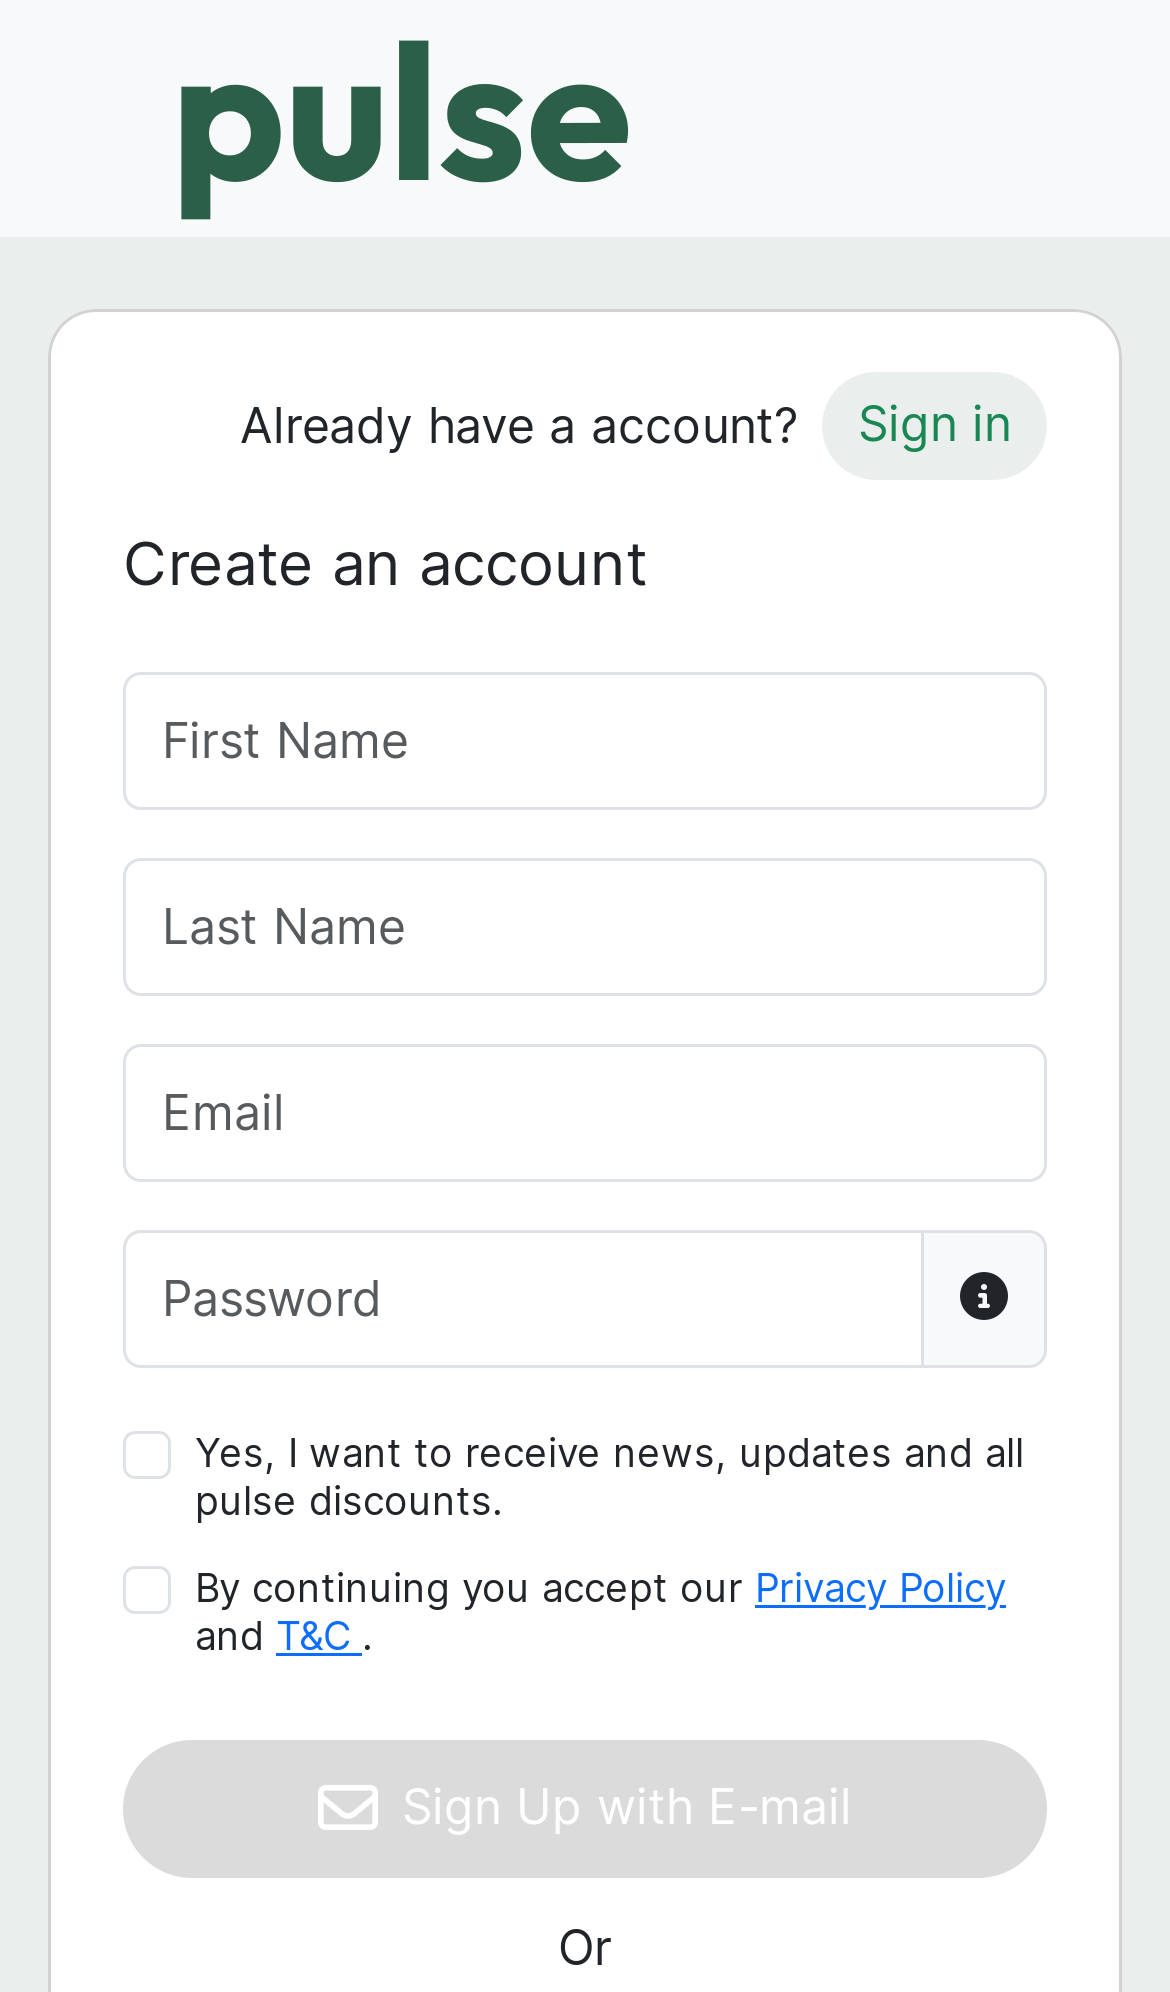 pulse
Already have a account? Sign in
Create an account
First Name
Last Name
Email
Password
Yes, I want to receive news, updates and all
pulse discounts.
By continuing you accept our Privacy Policy
and T&C .
Sign Up with E-mail
Or